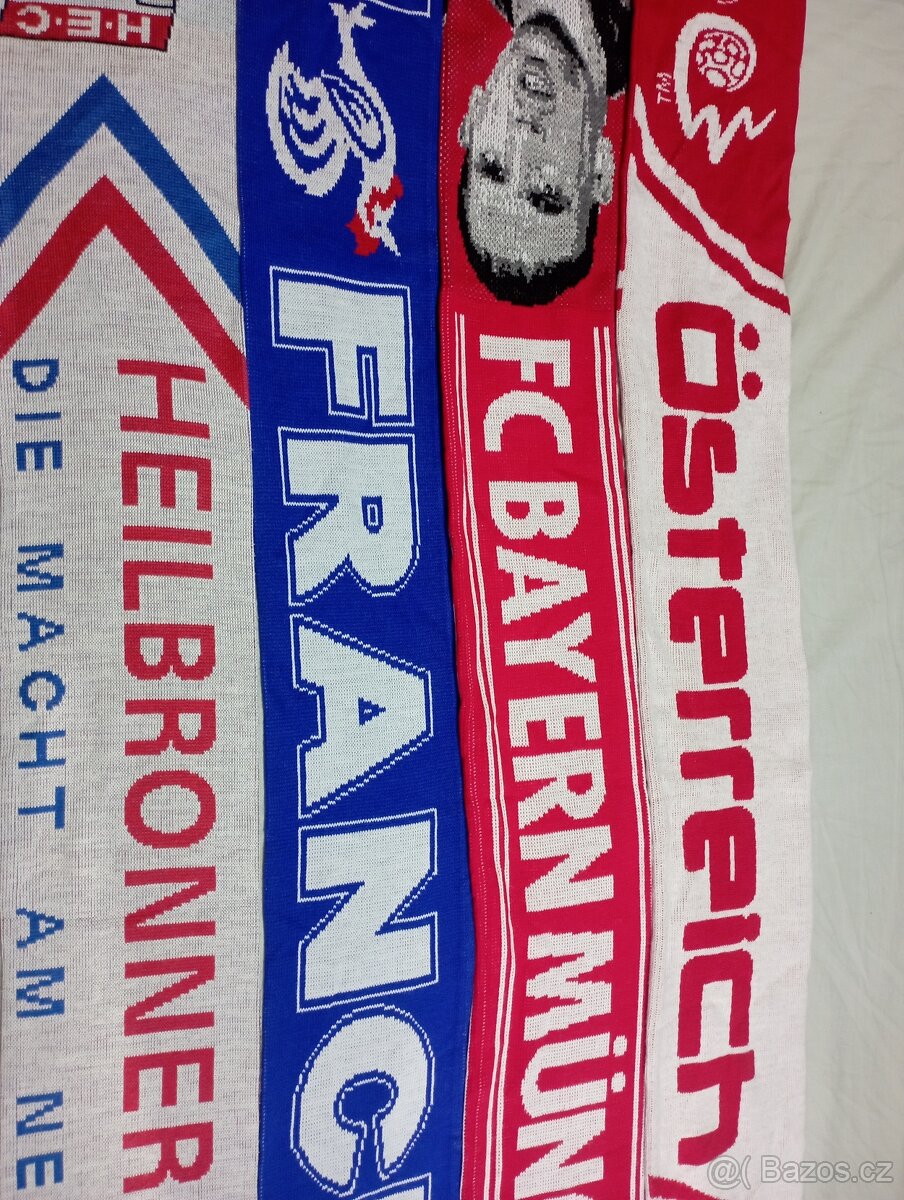 H·E·C
HEILBRONNER
DIE MACHT AM NE
FRANC
FC BAYERN MÜN
TM
österreich
@( Bazos.cz